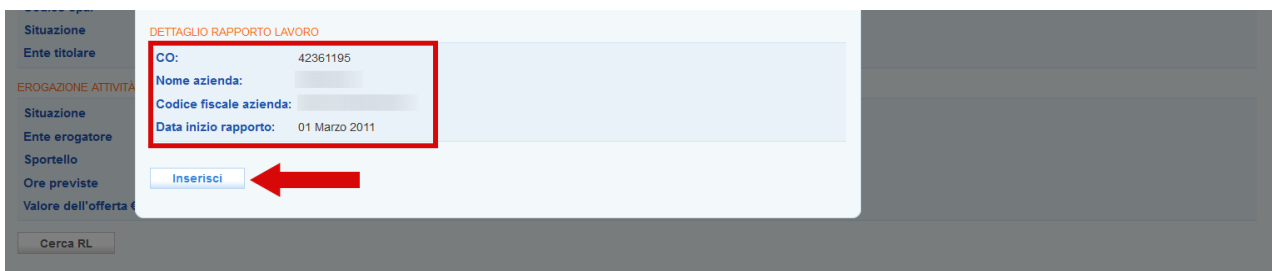 Situazione
Ente titolare
EROGAZIONE ATTIVITÀ
Situazione
Ente erogatore
Sportello
Ore previste
Valore dell'offerta €
Cerca RL
DETTAGLIO RAPPORTO LAVORO
CO: 42361195
Nome azienda:
Codice fiscale azienda:
Data inizio rapporto: 01 Marzo 2011
Inserisci